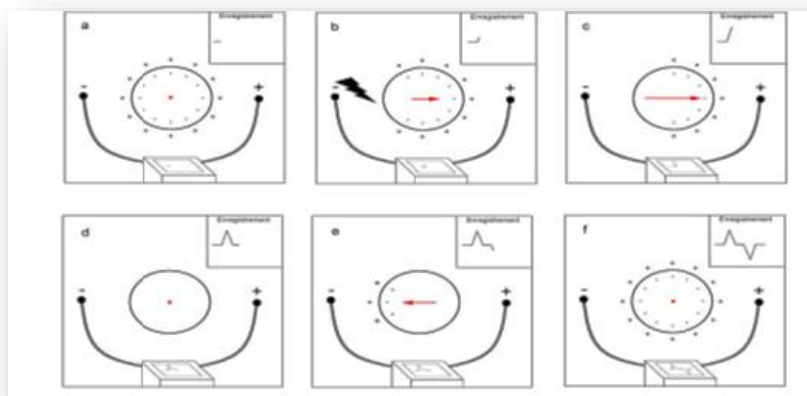 Enregistrement
a
- +
Enregistrement
b
- +
Enregistrement
c
- +
Enregistrement
d
- +
Enregistrement
e
- +
Enregistrement
f
- +